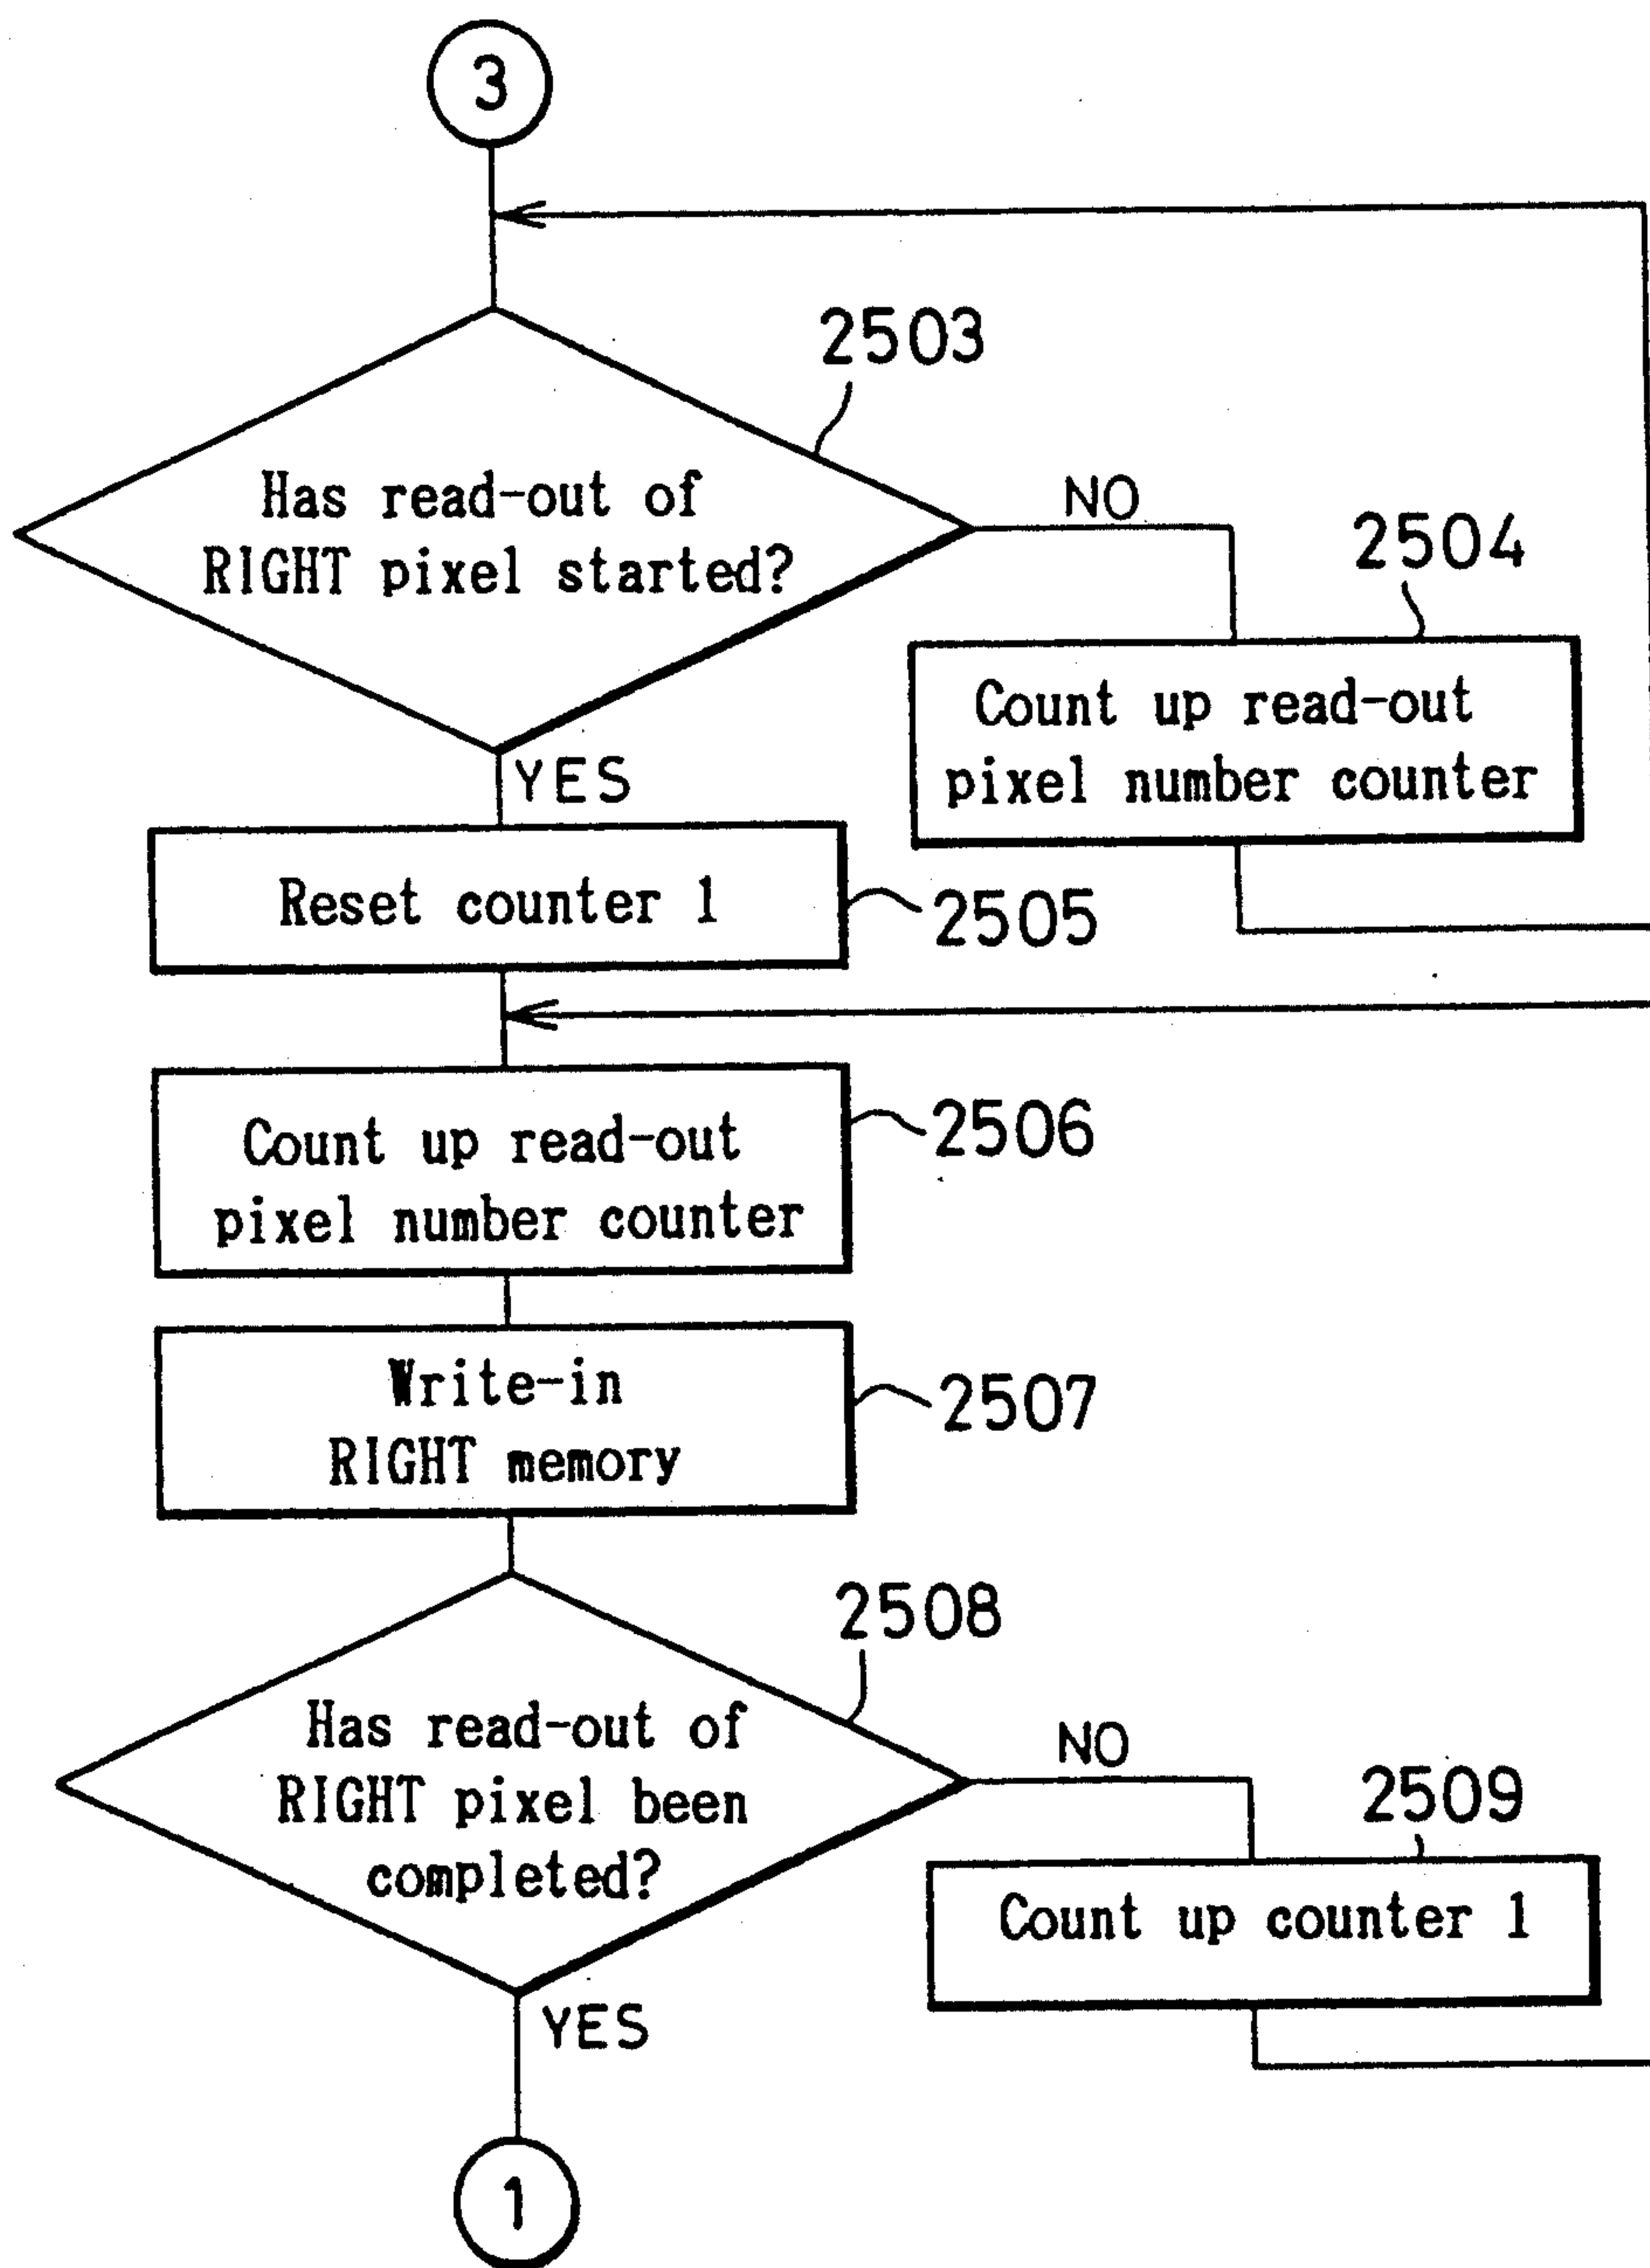 3
2503
Has read-out of
RIGHT pixel started?
NO
2504
Count up read-out
pixel number counter
YES
Reset counter 1
2505
Count up read-out
pixel number counter
2506
Write-in
RIGHT memory
2507
2508
Has read-out of
RIGHT pixel been
completed?
NO
2509
Count up counter 1
YES
1